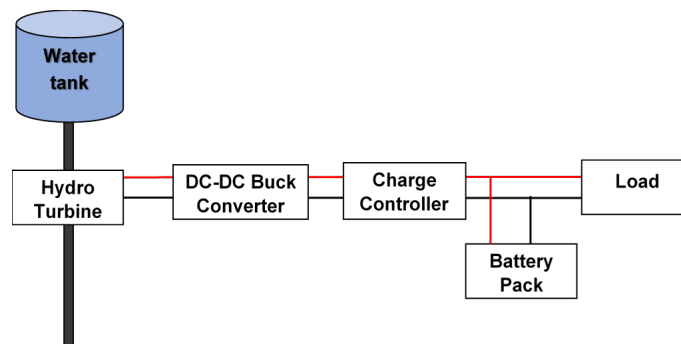 Water
tank
Hydro
Turbine
DC-DC Buck
Converter
Charge
Controller
Load
Battery
Pack